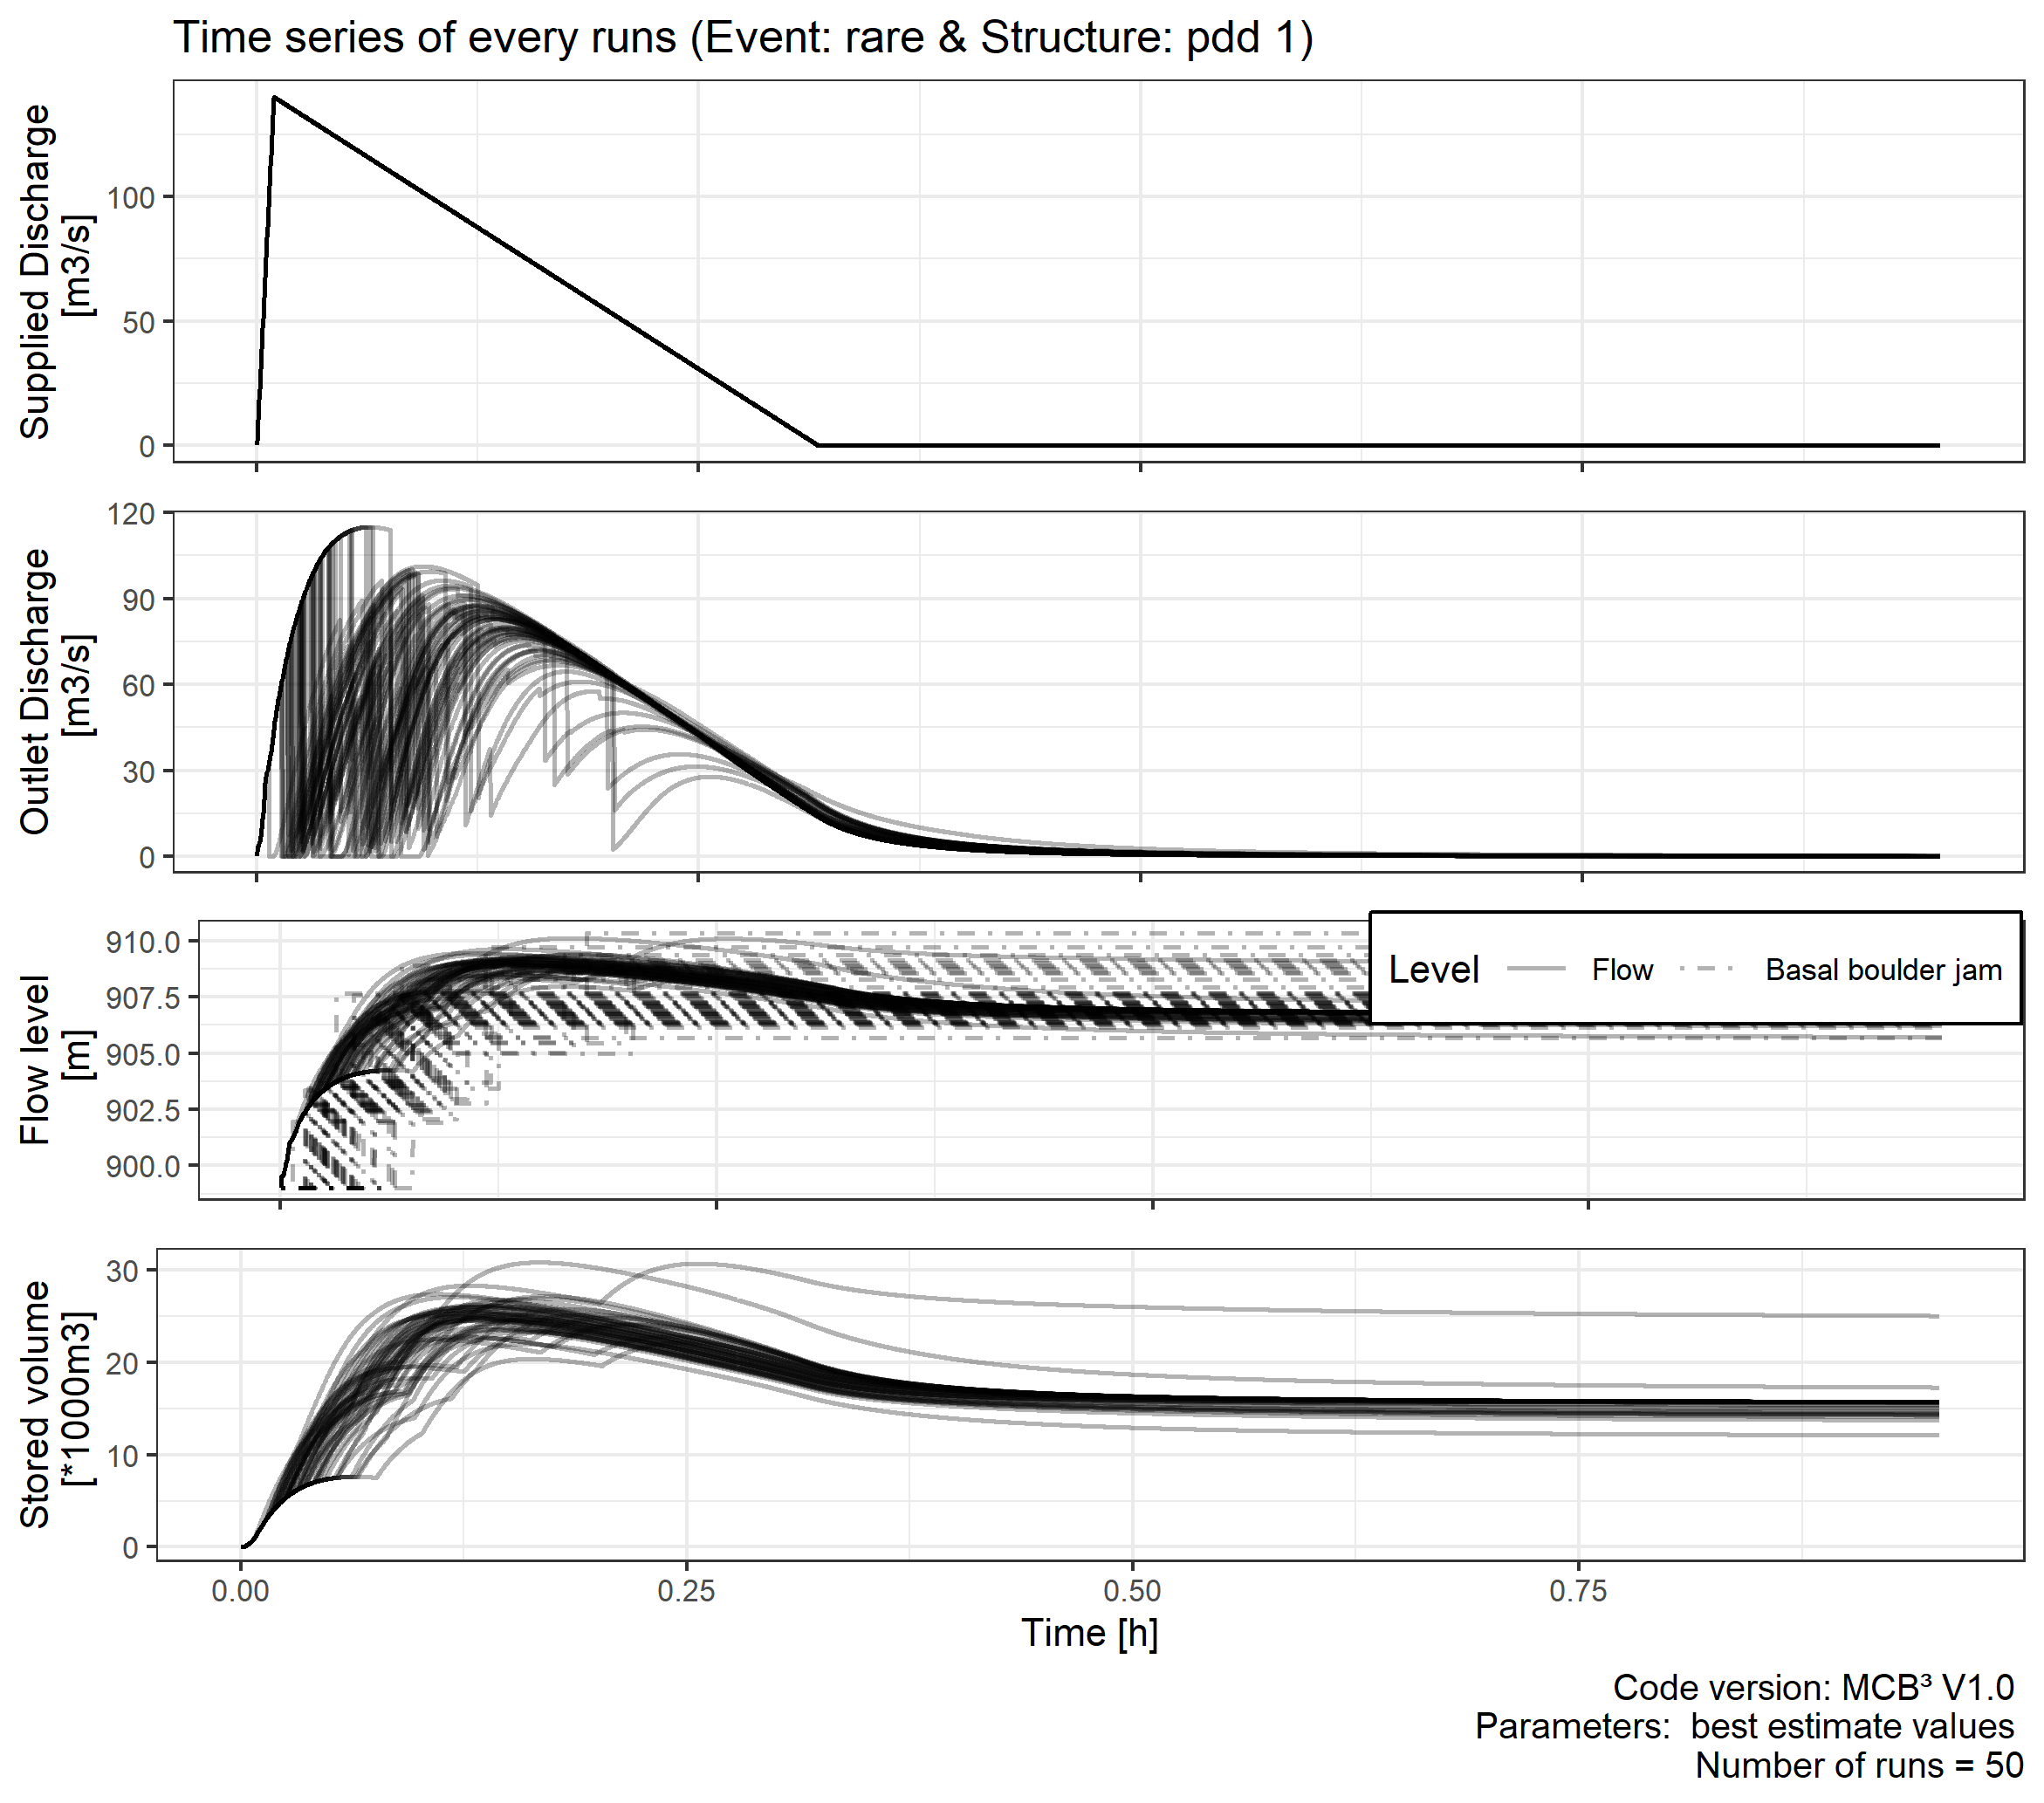 Time series of every runs (Event: rare & Structure: pdd 1)
Supplied Discharge
[m3/s]
100
50
0
Outlet Discharge
[m3/s]
120
90
60
30
0
Flow level
[m]
910.0
907.5
905.0
902.5
900.0
Level Flow Basal boulder jam
Stored volume
[*1000m3]
30
20
10
0
0.00 0.25 0.50 0.75
Time [h]
Code version: MCB³ V1.0
Parameters:  best estimate values
Number of runs = 50